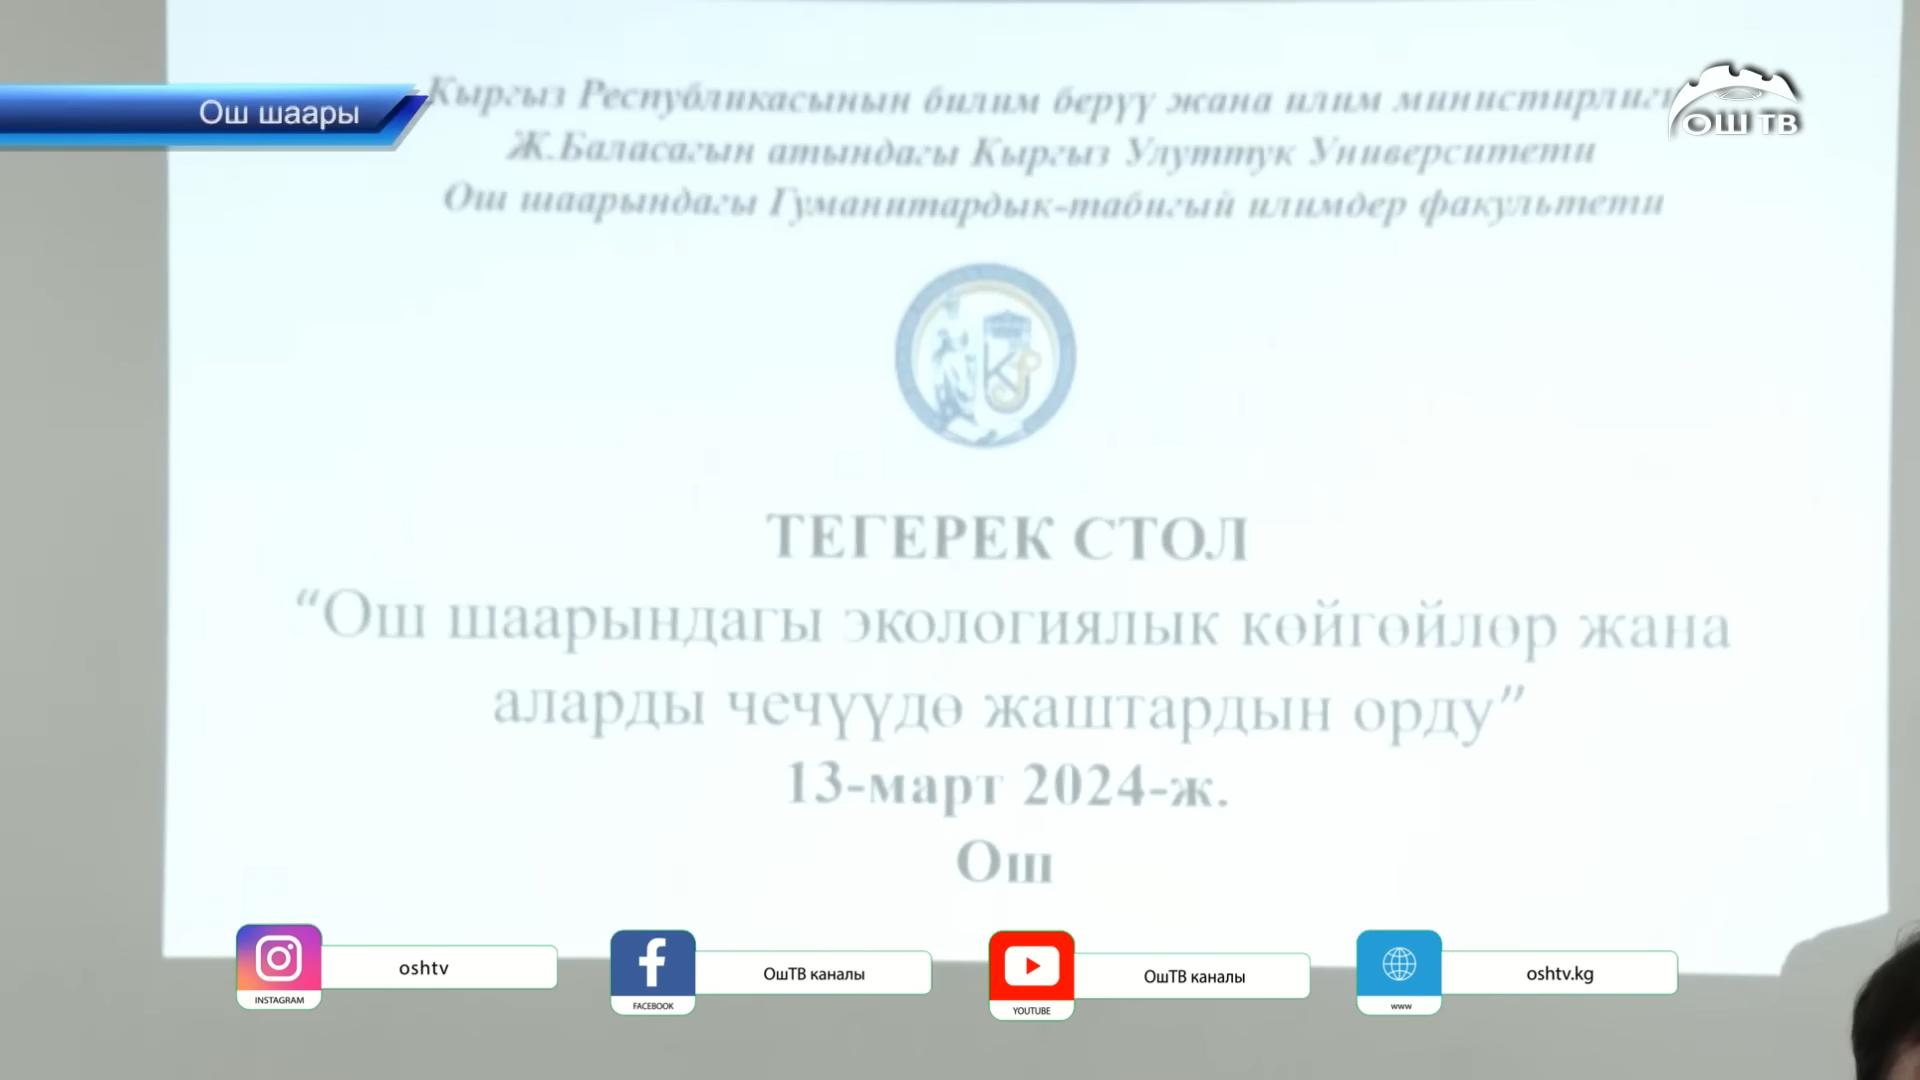 Ош шаары
Кыргыз Республикасынын билим берүү жана илим министирлиги
ОШ ТВ
Ж.Баласагын атындагы Кыргыз Улуттук Университети
Ош шаарындагы Гуманитардык-табигый илимдер факультети
ТЕГЕРЕК СТОЛ
“Ош шаарындагы экологиялык көйгөйлөр жана
аларды чечүүдө жаштардын орду”
13-март 2024-ж.
Ош
INSTAGRAM
oshtv
FACEBOOK
ОшТВ каналы
YOUTUBE
ОшТВ каналы
www
oshtv.kg